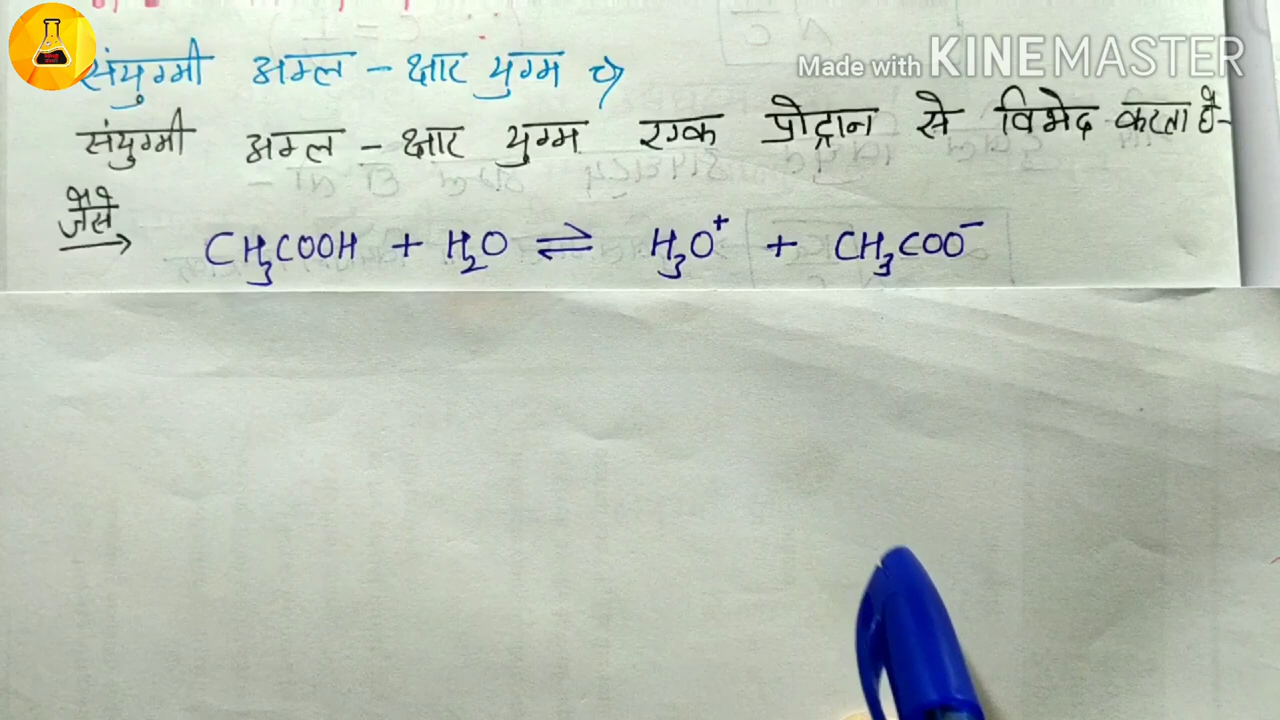 संयुग्मी अम्ल - क्षार युग्म →
Made with KINEMASTER
संयुग्मी अम्ल - क्षार युग्म एक प्रोट्रान से विभेद करता है-
जैसे
CH₃COOH + H₂O ⇌ H₃O⁺ + CH₃COO⁻